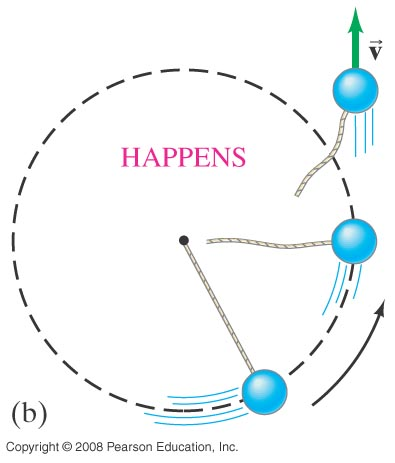 v
HAPPENS
(b)
Copyright © 2008 Pearson Education, Inc.